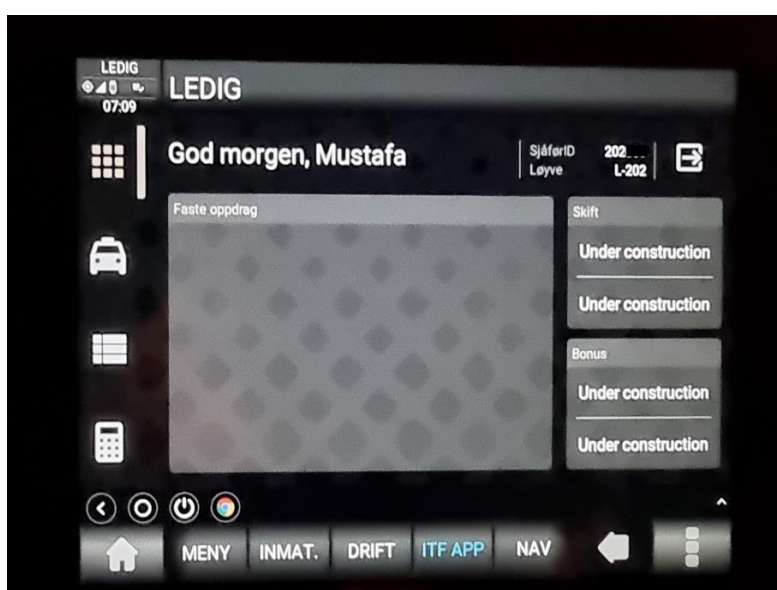 LEDIG
07:09
LEDIG
God morgen, Mustafa
SjåførID 202
Løyve L-202
Faste oppdrag
Skift
Under construction
Under construction
Bonus
Under construction
Under construction
MENY INMAT. DRIFT ITF APP NAV